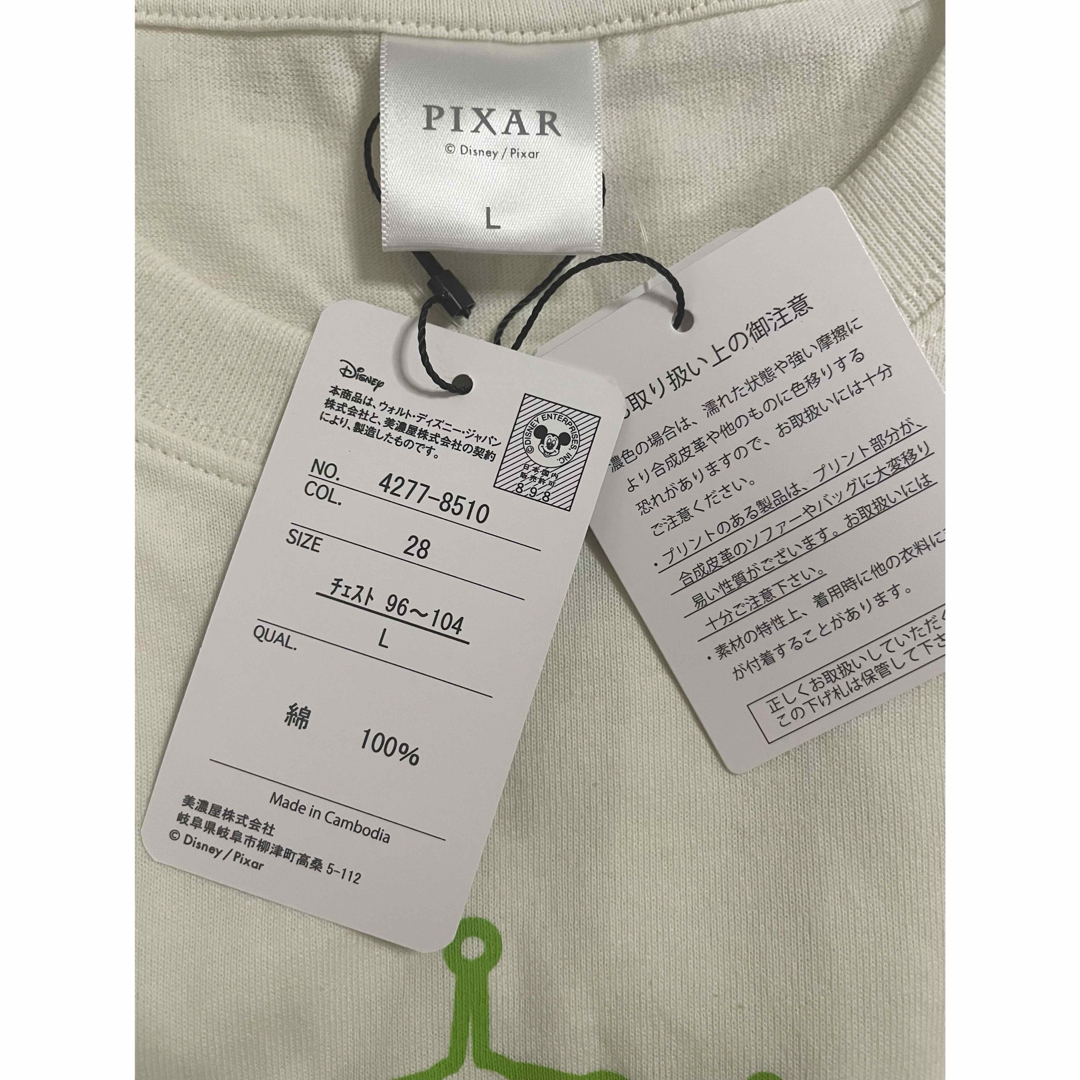 PIXAR
© Disney / Pixar
L
Disney
本商品は、ウォルト・ディズニー・ジャパン
株式会社と、美濃屋株式会社の契約
により、製造したものです。
©DISNEY ENTERPRISES, INC.
日本国内
販売許可
898
NO. 4277-8510
COL.
28
SIZE
チェスト 96～104
L
QUAL.
綿 100%
Made in Cambodia
美濃屋株式会社
岐阜県岐阜市柳津町高桑 5-112
© Disney / Pixar
取り扱い上の御注意
濃色の場合は、濡れた状態や強い摩擦に
より合成皮革や他のものに色移りする
恐れがありますので、お取扱いには十分
ご注意ください。
・プリントのある製品は、プリント部分が、
合成皮革のソファーやバッグに大変移り
易い性質がございます。お取扱いには
十分ご注意下さい。
・素材の特性上、着用時に他の衣料に
が付着することがあります。
正しくお取扱いしていただく
この下げ札は保管して下さ